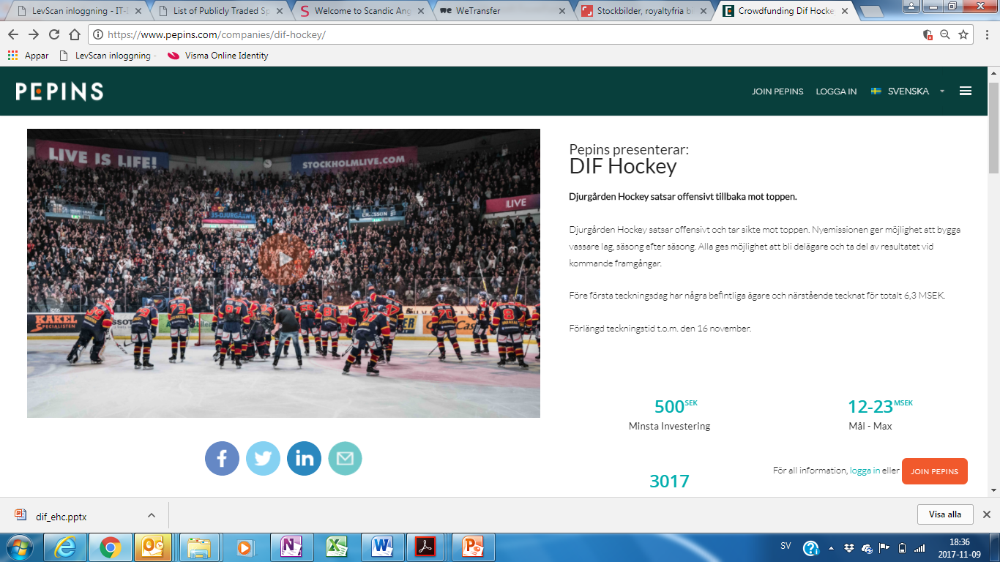 LevScan inloggning - IT-
List of Publicly Traded Sp
Welcome to Scandic Ang
WeTransfer
Stockbilder, royaltyfria bi
Crowdfunding Dif Hocke
https://www.pepins.com/companies/dif-hockey/
Appar
LevScan inloggning -
Visma Online Identity
PEPINS
JOIN PEPINS
LOGGA IN
SVENSKA
LIVE IS LIFE!
STOCKHOLMLIVE.COM
LIVE
ERICSSON
KAKEL
SPECIALISTEN
Pepins presenterar:
DIF Hockey
Djurgården Hockey satsar offensivt tillbaka mot toppen.
Djurgården Hockey satsar offensivt och tar sikte mot toppen. Nyemissionen ger möjlighet att bygga
vassare lag, säsong efter säsong. Alla ges möjlighet att bli delägare och ta del av resultatet vid
kommande framgångar.
Före första teckningsdag har några befintliga ägare och närstående tecknat för totalt 6,3 MSEK.
Förlängd teckningstid t.o.m. den 16 november.
500 SEK
Minsta Investering
12-23 MSEK
Mål - Max
3017
För all information, logga in eller
JOIN PEPINS
dif_ehc.pptx
Visa alla
SV
18:36
2017-11-09